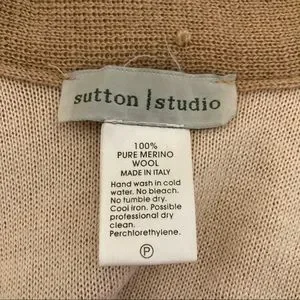 sutton|studio
100%
PURE MERINO
WOOL
MADE IN ITALY
Hand wash in cold
water. No bleach.
No tumble dry.
Cool iron. Possible
professional dry
clean.
Perchlorethylene.
P